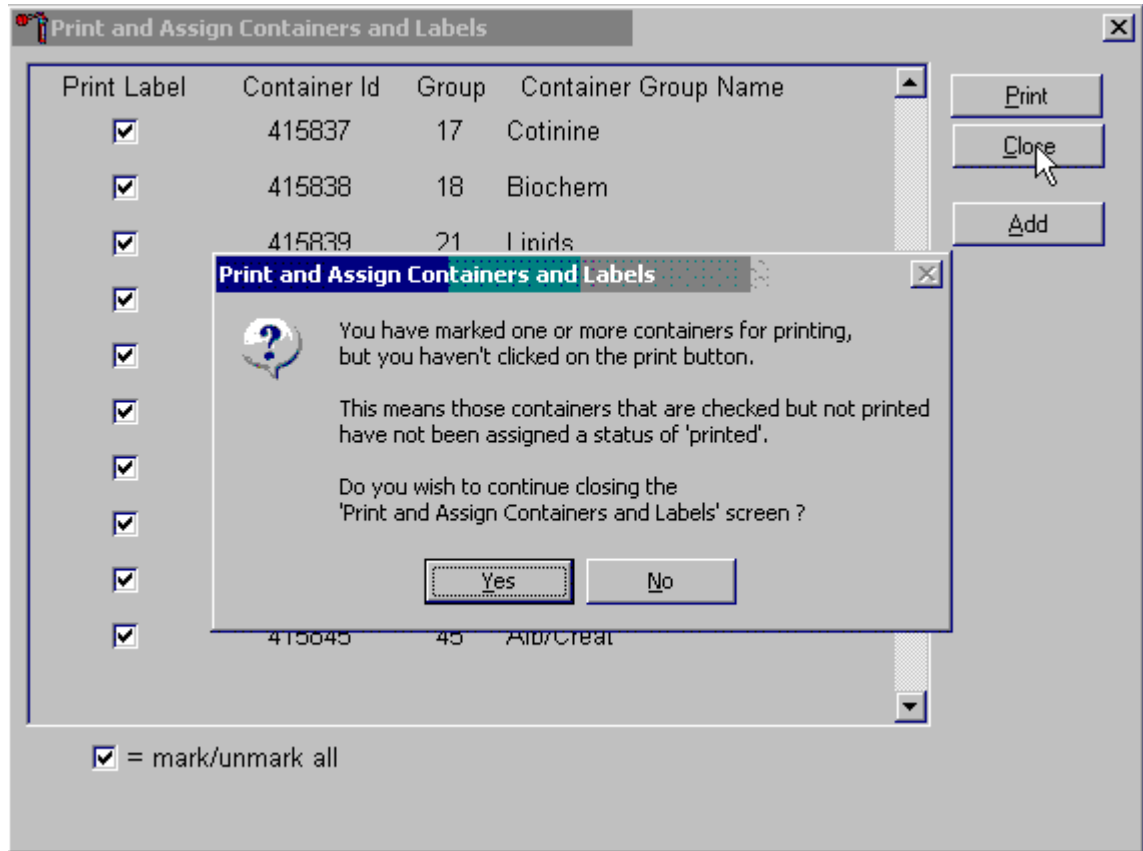 Print and Assign Containers and Labels
Print Label Container Id Group Container Group Name
415837 17 Cotinine
415838 18 Biochem
415839 21 Lipids
Print
Close
Add
Print and Assign Containers and Labels
You have marked one or more containers for printing,
but you haven't clicked on the print button.
This means those containers that are checked but not printed
have not been assigned a status of 'printed'.
Do you wish to continue closing the
'Print and Assign Containers and Labels' screen ?
Yes No
415845 45 Alb/Creat
= mark/unmark all